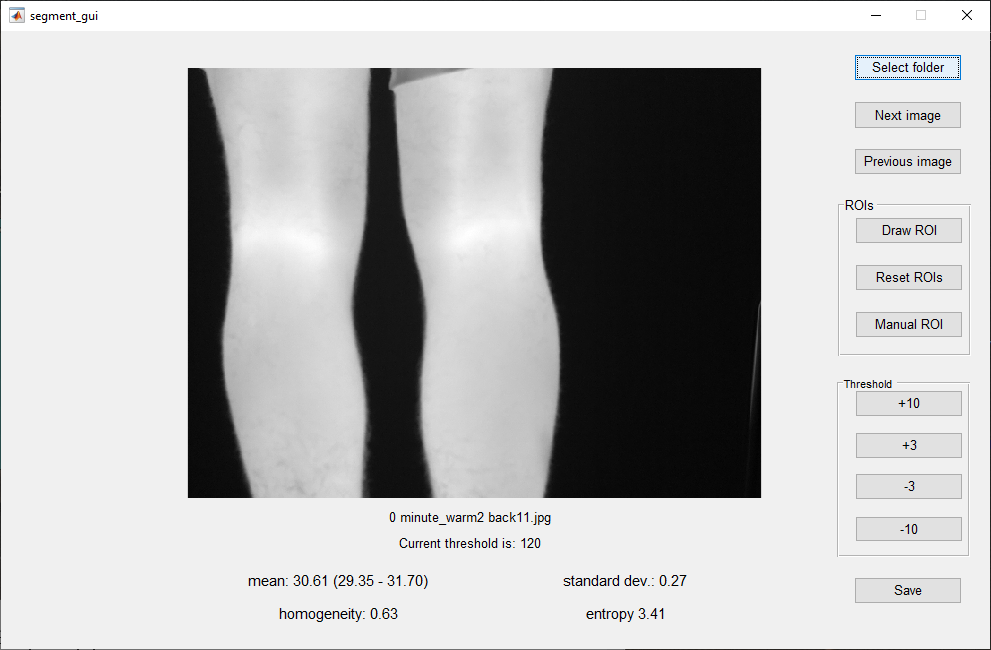 segment_gui
Select folder
Next image
Previous image
ROIs
Draw ROI
Reset ROIs
Manual ROI
Threshold
+10
+3
-3
-10
Save
0 minute_warm2 back11.jpg
Current threshold is: 120
mean: 30.61 (29.35 - 31.70)
standard dev.: 0.27
homogeneity: 0.63
entropy 3.41